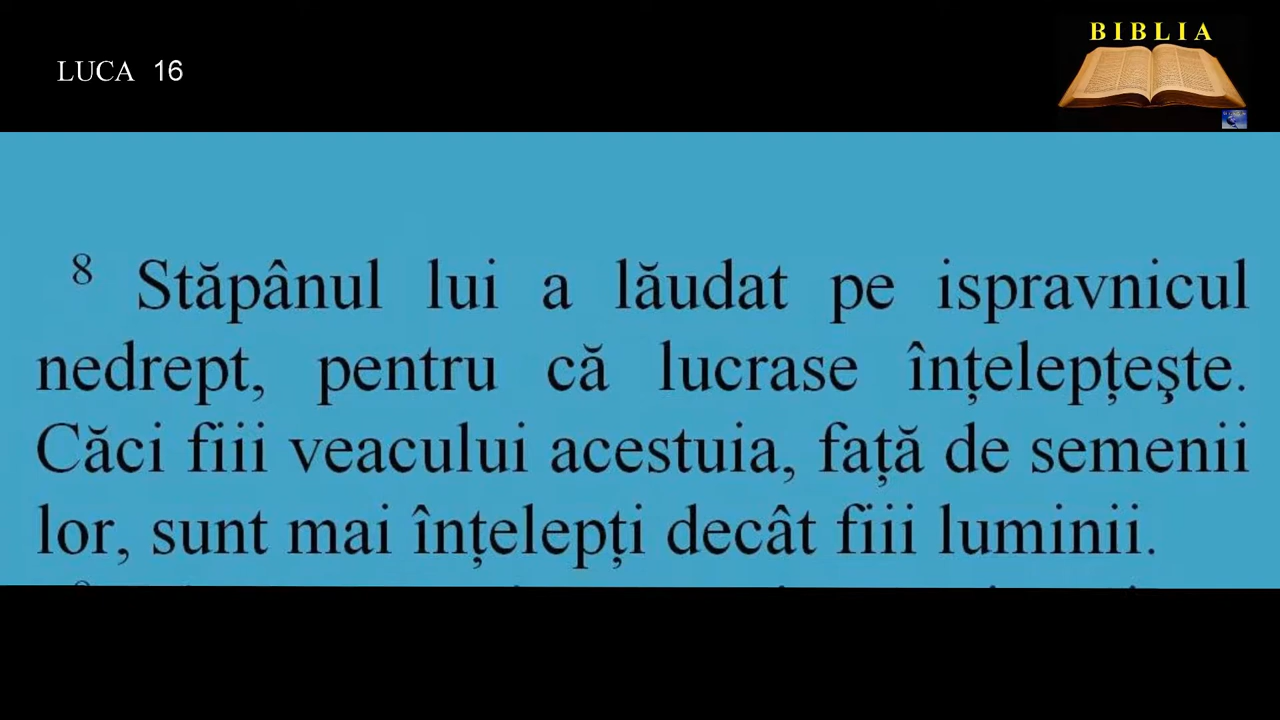 BIBLIA
LUCA 16
8 Stăpânul lui a lăudat pe ispravnicul
nedrept, pentru că lucrase înțelepțeşte.
Căci fiii veacului acestuia, față de semenii
lor, sunt mai înțelepți decât fiii luminii.